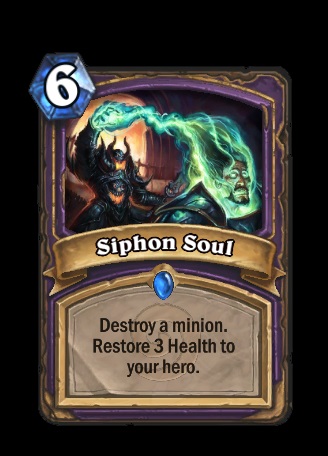 6
Siphon Soul
Destroy a minion.
Restore 3 Health to
your hero.